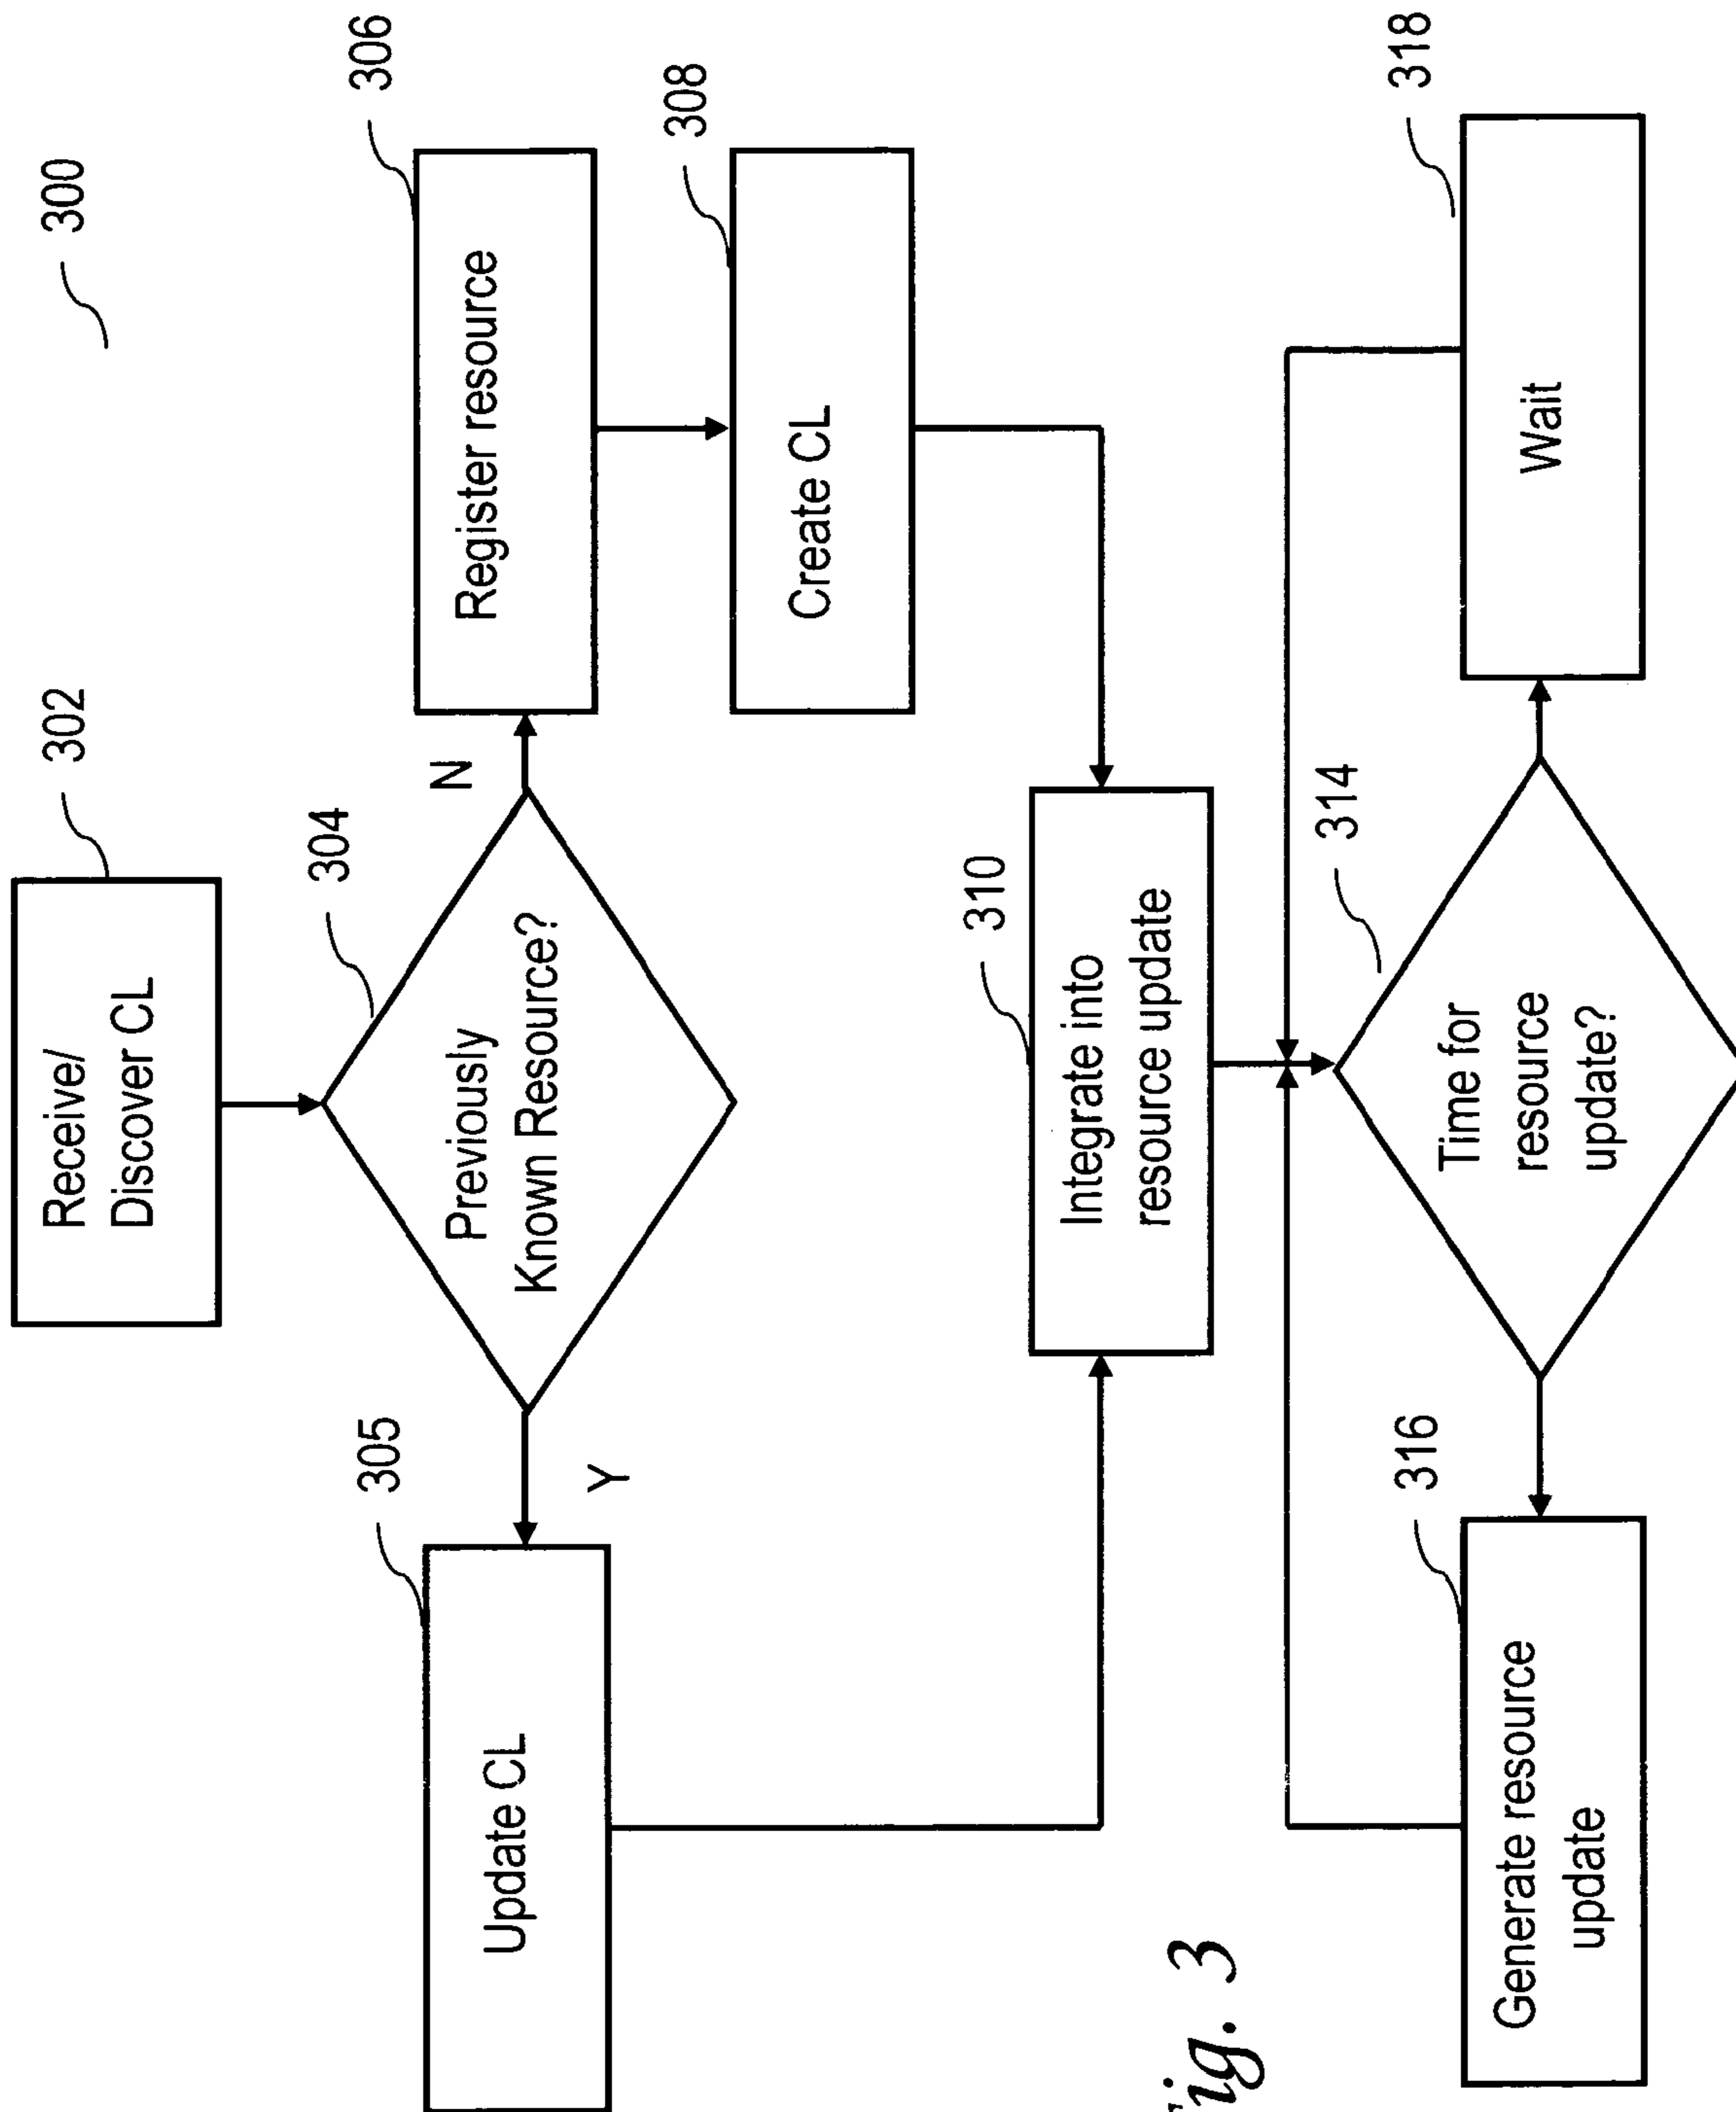 300
302
Receive/
Discover CL
304
Previously
Known Resource?
N
Y
305
Update CL
306
Register resource
308
Create CL
310
Integrate into
resource update
314
Time for
resource
update?
316
Generate resource
update
318
Wait
3